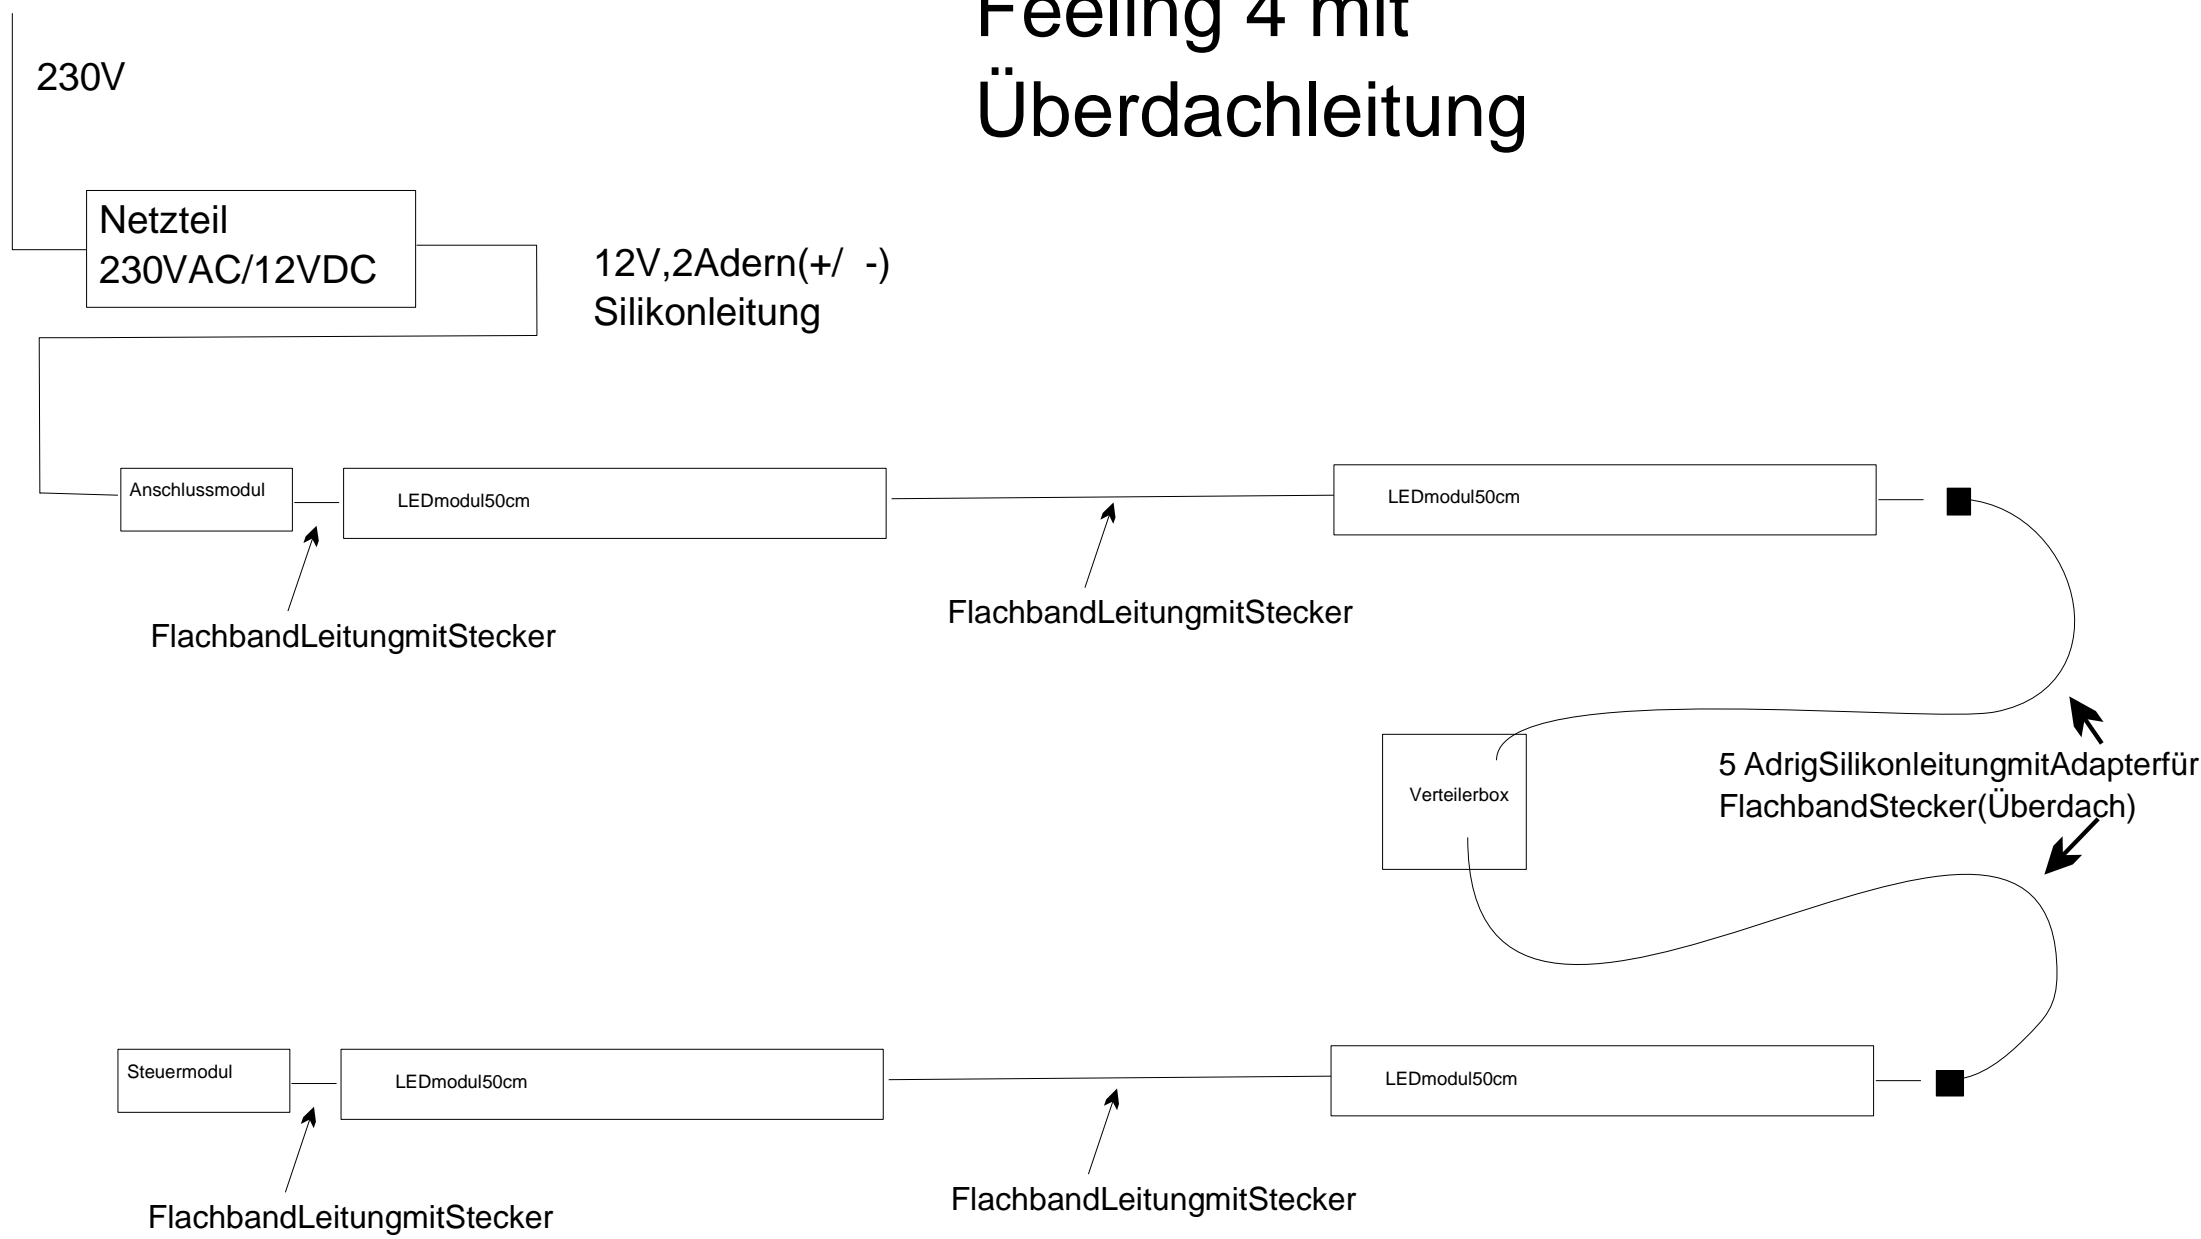 Feeling 4 mit
Überdachleitung
230V
Netzteil
230VAC/12VDC
12V,2Adern(+/ -)
Silikonleitung
Anschlussmodul
LEDmodul50cm
LEDmodul50cm
FlachbandLeitungmitStecker
FlachbandLeitungmitStecker
Verteilerbox
5 AdrigSilikonleitungmitAdapterfür
FlachbandStecker(Überdach)
Steuermodul
LEDmodul50cm
LEDmodul50cm
FlachbandLeitungmitStecker
FlachbandLeitungmitStecker